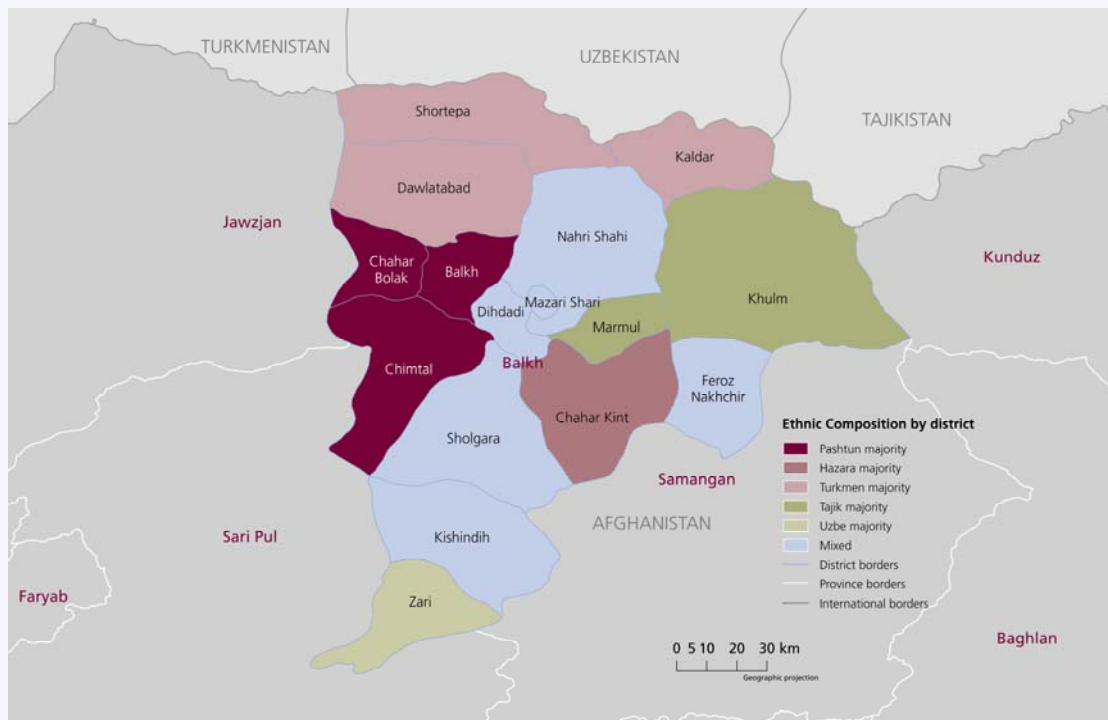 TURKMENISTAN
UZBEKISTAN
TAJIKISTAN
Shortepa
Kaldar
Dawlatabad
Jawzjan
Nahri Shahi
Kunduz
Chahar
Bolak
Balkh
Khulm
Mazari Shari
Dihdadi
Marmul
Balkh
Chimtal
Feroz
Nakhchir
Chahar Kint
Sholgara
Ethnic Composition by district
Pashtun majority
Hazara majority
Turkmen majority
Tajik majority
Uzbe majority
Mixed
District borders
Province borders
International borders
Samangan
AFGHANISTAN
Sari Pul
Kishindih
Faryab
Zari
Baghlan
0 5 10 20 30 km
Geographic projection